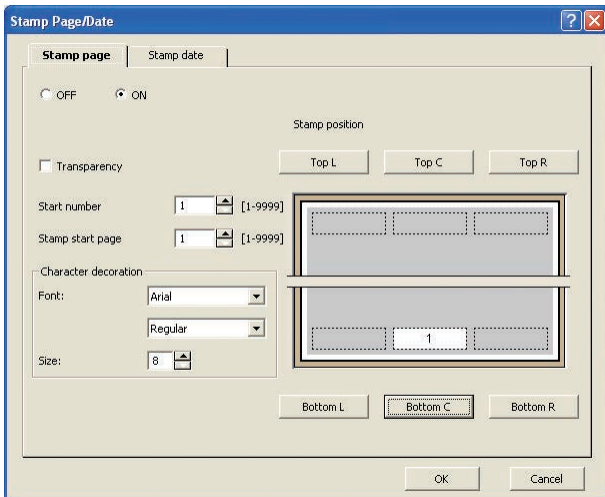 Stamp Page/Date
Stamp page Stamp date
OFF ON
Stamp position
Transparency Top L Top C Top R
Start number 1 [1-9999]
Stamp start page 1 [1-9999]
Character decoration
Font: Arial
Regular
1
Size: 8
Bottom L Bottom C Bottom R
OK Cancel